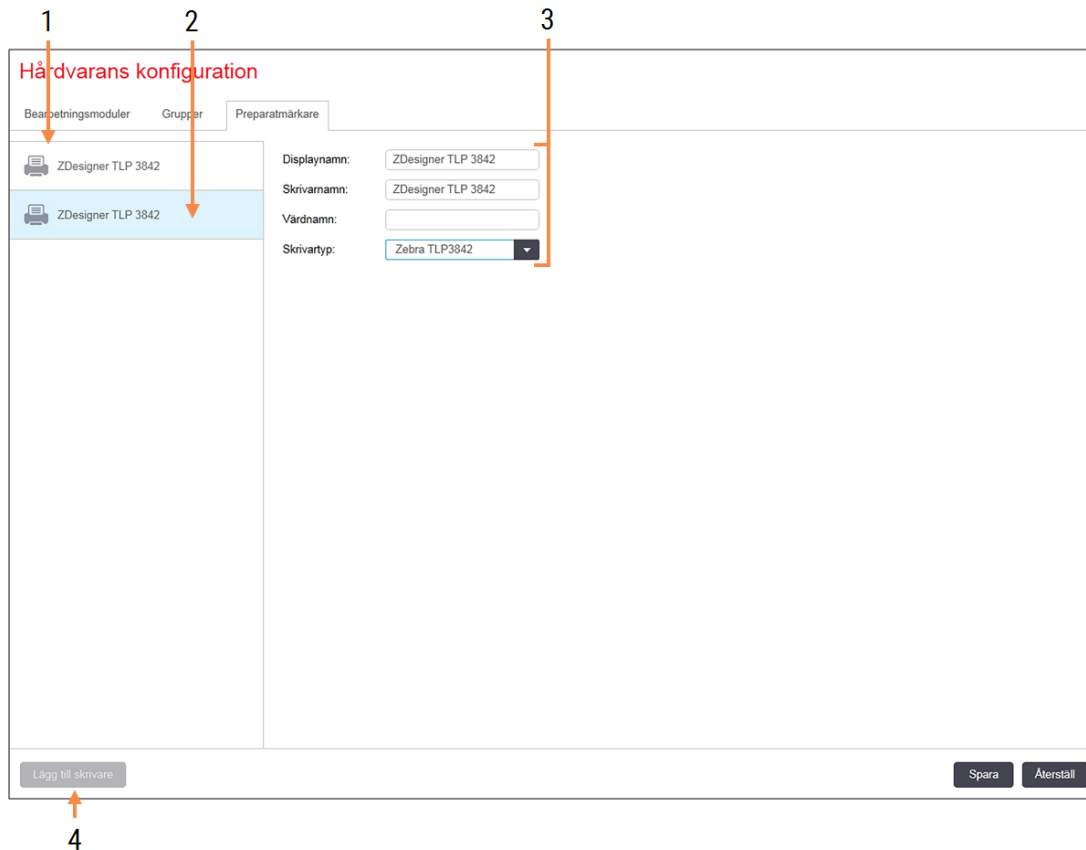 1 2 3
Hårdvarans konfiguration
Bearbetningsmoduler Grupper Preparatmärkare
ZDesigner TLP 3842
ZDesigner TLP 3842
Displaynamn: ZDesigner TLP 3842
Skrivarnamn: ZDesigner TLP 3842
Värdnamn:
Skrivartyp: Zebra TLP3842
Lägg till skrivare Spara Återställ
4